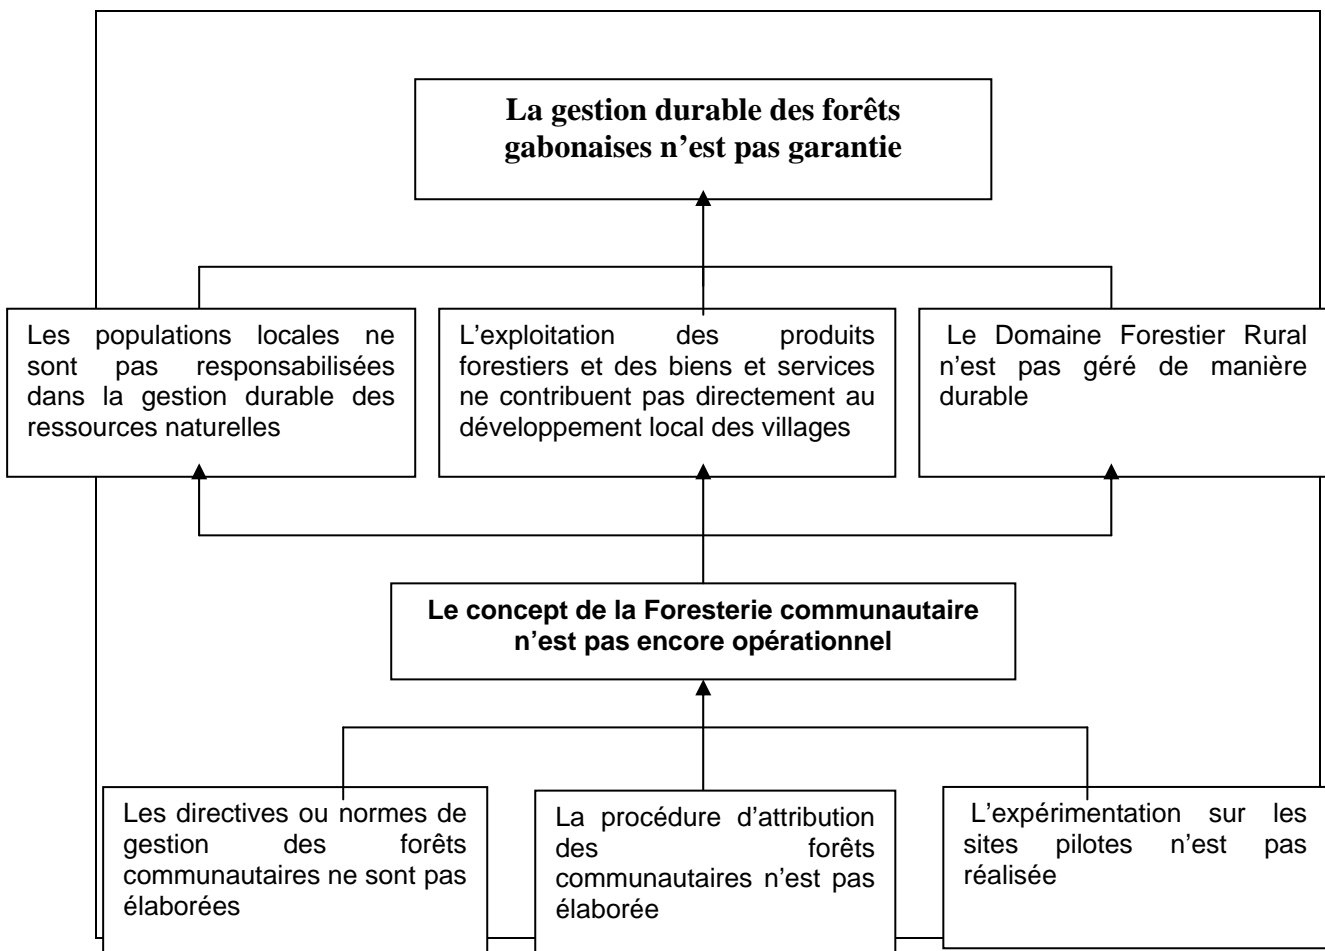 La gestion durable des forêts
gabonaises n’est pas garantie
Les populations locales ne
sont pas responsabilisées
dans la gestion durable des
ressources naturelles
L’exploitation des produits
forestiers et des biens et services
ne contribuent pas directement au
développement local des villages
Le Domaine Forestier Rural
n’est pas géré de manière
durable
Le concept de la Foresterie communautaire
n’est pas encore opérationnel
Les directives ou normes de
gestion des forêts
communautaires ne sont pas
élaborées
La procédure d’attribution
des forêts
communautaires n’est pas
élaborée
L’expérimentation sur les
sites pilotes n’est pas
réalisée